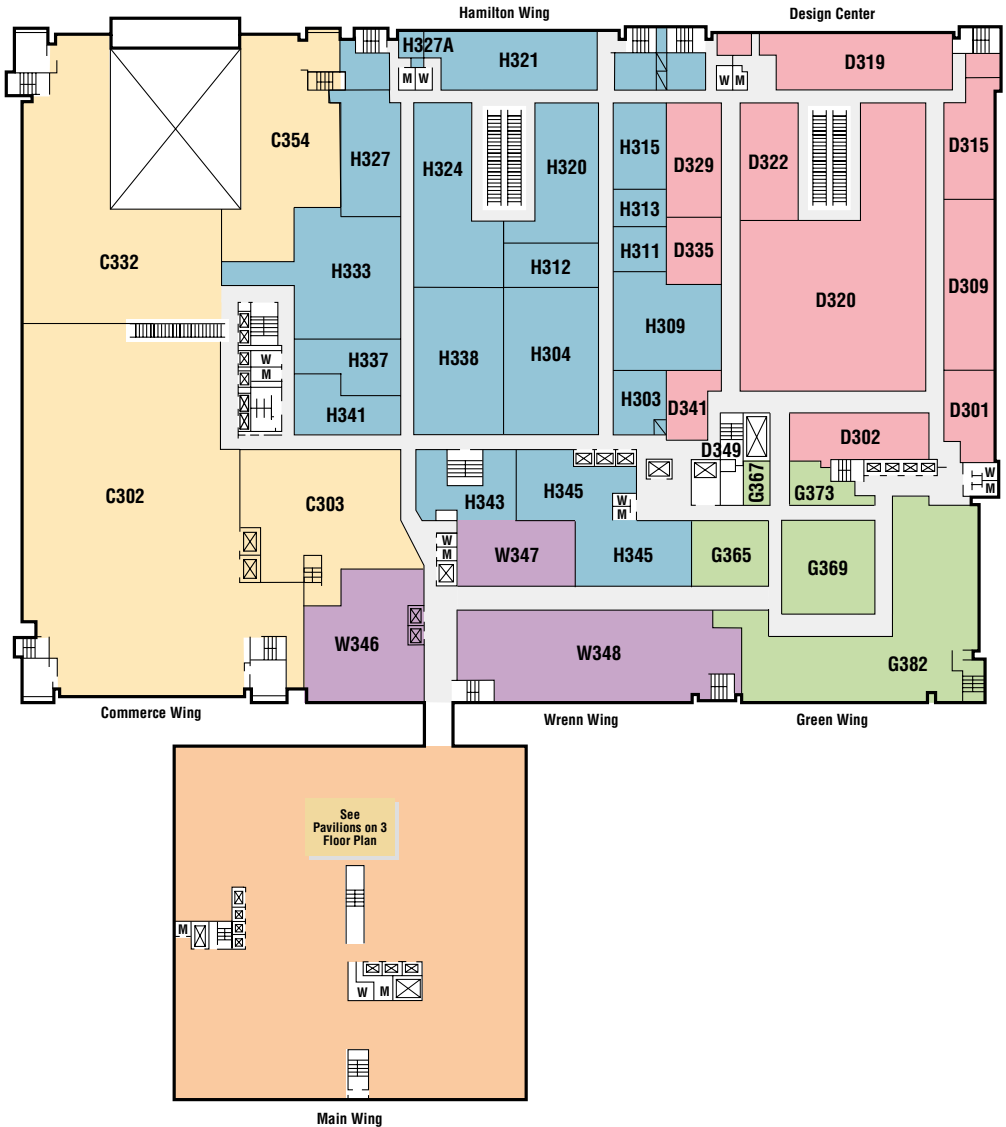 Hamilton Wing
Design Center
H327A
H321
D319
M W
W M
C354
H327
H324
H320
H315
D329
D322
D315
H313
C332
H333
H312
H311
D335
D309
D320
H309
W
M
H337
H338
H304
H341
H303
D341
D301
D302
D349
C302
C303
H343
H345
G367
G373
W
M
W
M
W
M
W347
H345
G365
G369
W346
W348
G382
Commerce Wing
Wrenn Wing
Green Wing
See
Pavilions on 3
Floor Plan
M
W M
Main Wing